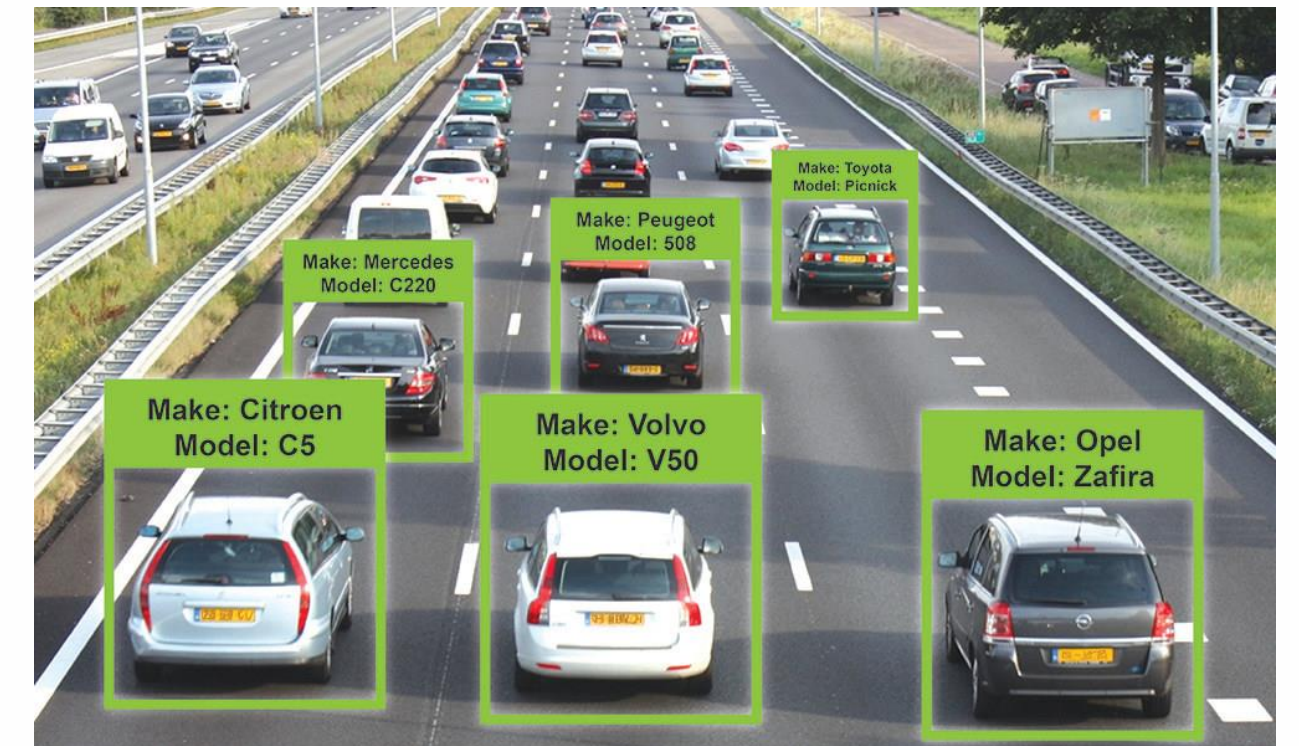 Make: Toyota
Model: Picnick
Make: Peugeot
Model: 508
Make: Mercedes
Model: C220
Make: Citroen
Model: C5
Make: Volvo
Model: V50
Make: Opel
Model: Zafira